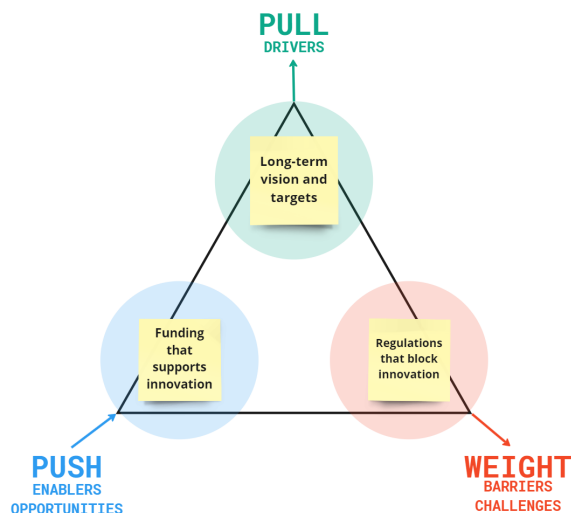 PULL
DRIVERS
Long-term
vision and
targets
Funding
that
supports
innovation
Regulations
that block
innovation
PUSH
ENABLERS
OPPORTUNITIES
WEIGHT
BARRIERS
CHALLENGES